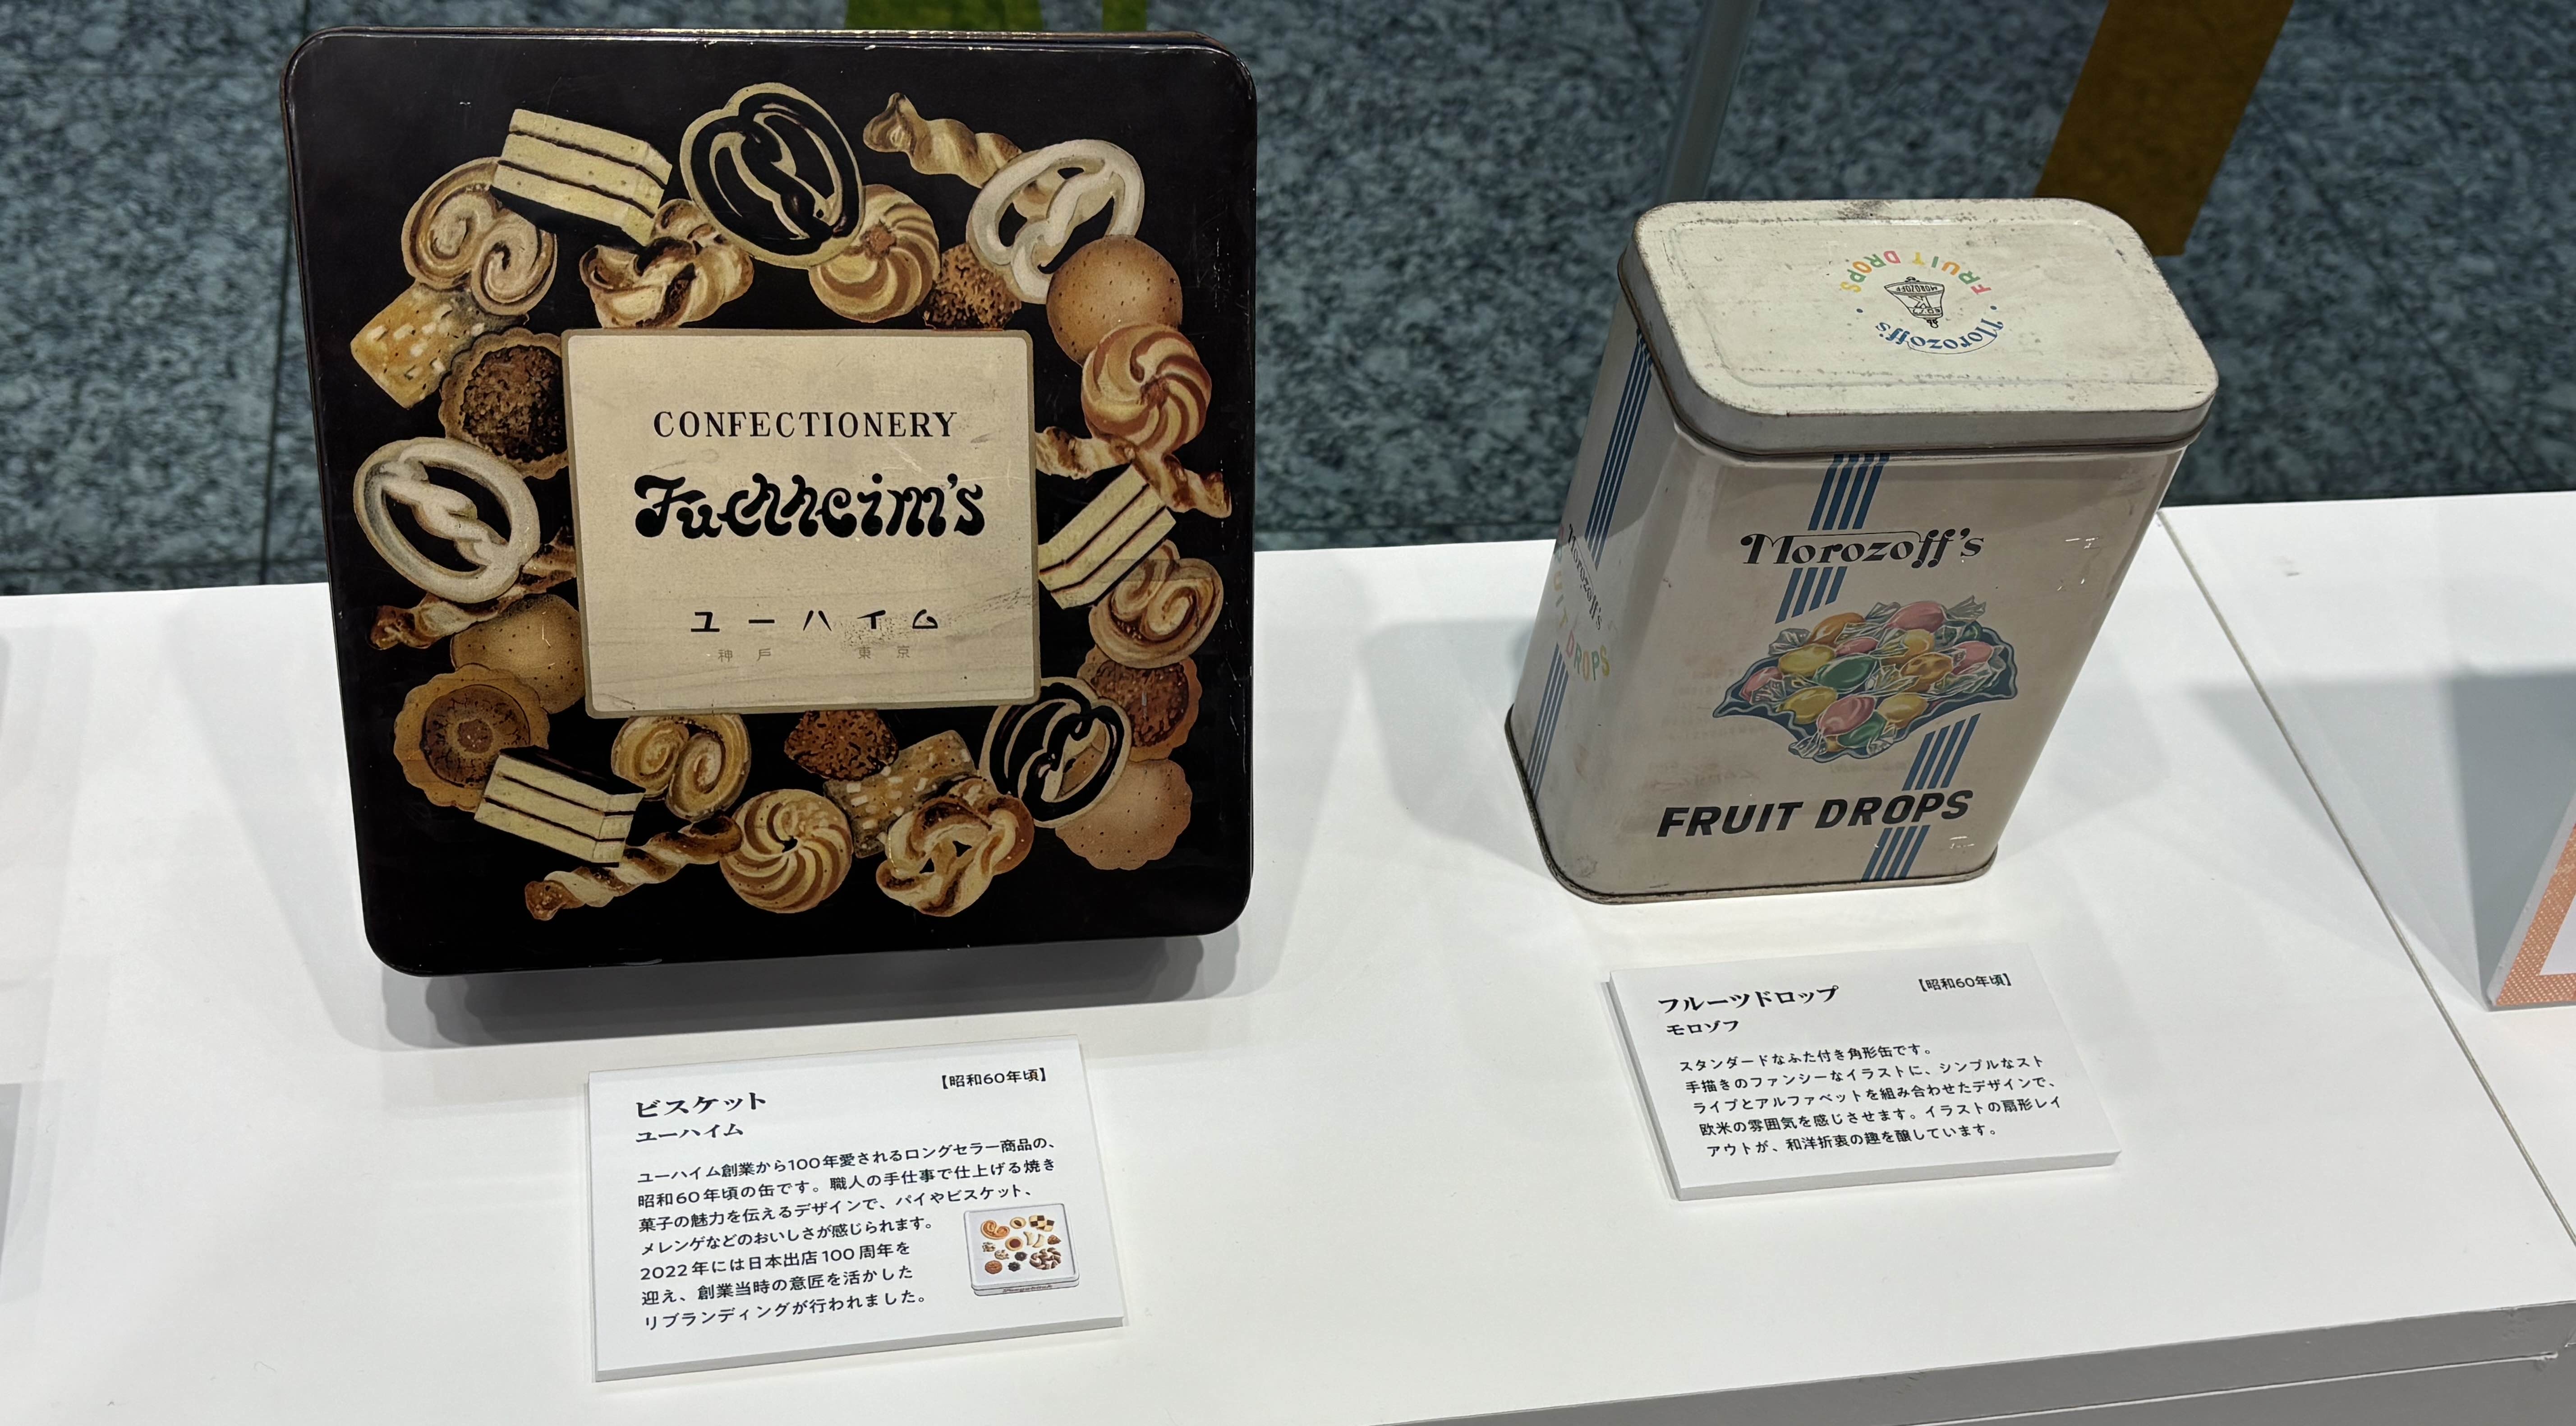 CONFECTIONERY
Juchheim's
ユーハイム
神戸 東京
FRUIT DROPS
MOROZOFF
Morozoff's
Morozoff's
FRUIT DROPS
Morozoff's
DROPS
【昭和60年頃】
ビスケット
ユーハイム
ユーハイム創業から100年愛されるロングセラー商品の、
昭和60年頃の缶です。職人の手仕事で仕上げる焼き
菓子の魅力を伝えるデザインで、パイやビスケット、
メレンゲなどのおいしさが感じられます。
2022年には日本出店100周年を
迎え、創業当時の意匠を活かした
リブランディングが行われました。
フルーツドロップ 【昭和60年頃】
モロゾフ
スタンダードなふた付き角形缶です。
手描きのファンシーなイラストに、シンプルなスト
ライプとアルファベットを組み合わせたデザインで、
欧米の雰囲気を感じさせます。イラストの扇形レイ
アウトが、和洋折衷の趣を醸しています。